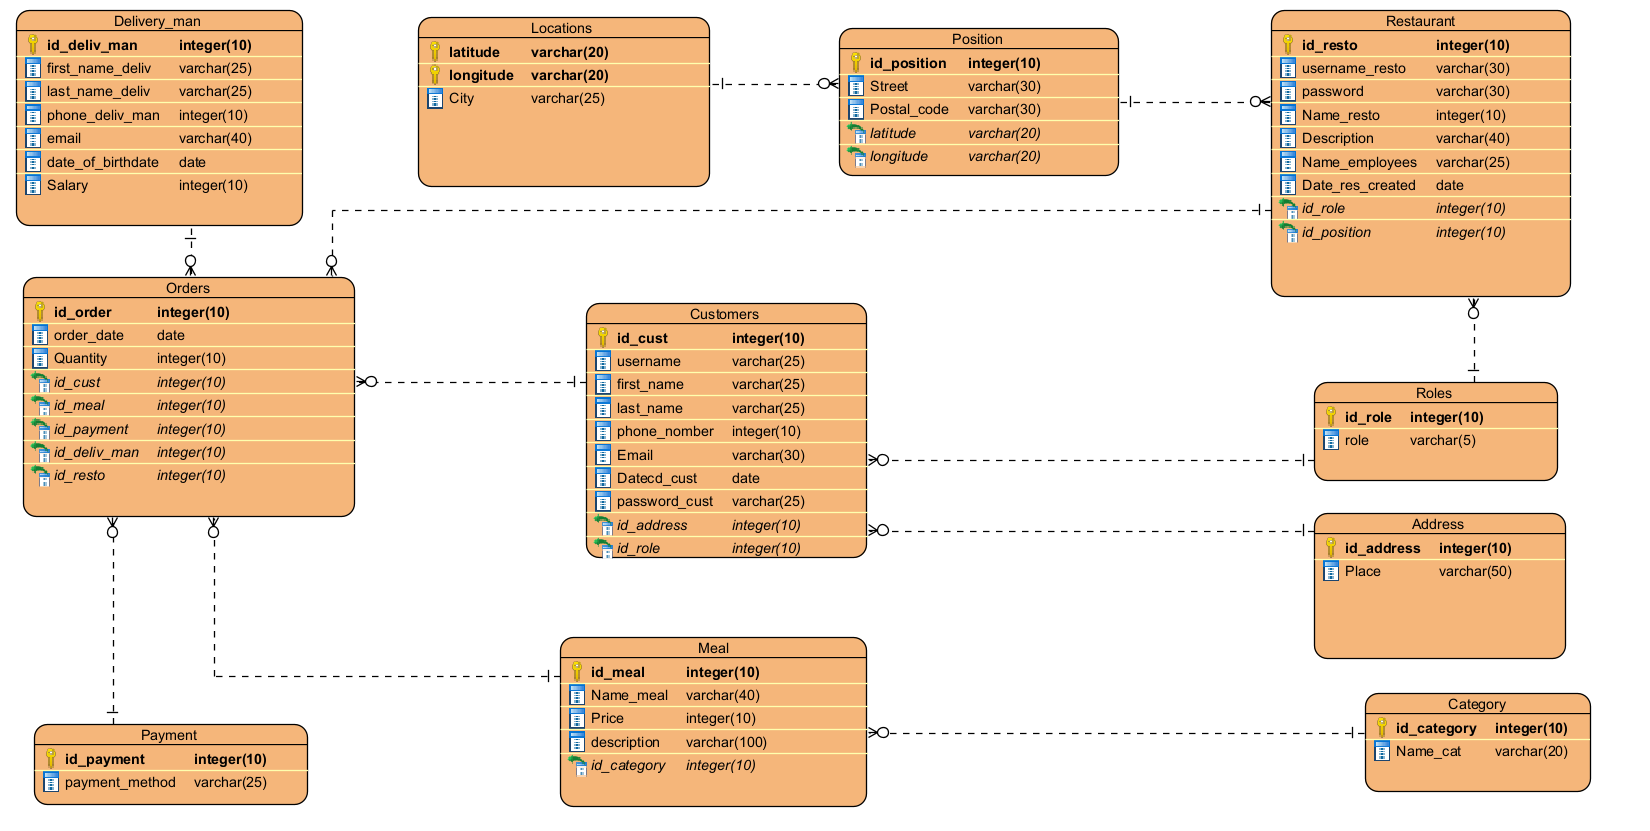 Delivery_man
id_deliv_man integer(10)
first_name_deliv varchar(25)
last_name_deliv varchar(25)
phone_deliv_man integer(10)
email varchar(40)
date_of_birthdate date
Salary integer(10)
Locations
latitude varchar(20)
longitude varchar(20)
City varchar(25)
Position
id_position integer(10)
Street varchar(30)
Postal_code varchar(30)
latitude varchar(20)
longitude varchar(20)
Restaurant
id_resto integer(10)
username_resto varchar(30)
password varchar(30)
Name_resto integer(10)
Description varchar(40)
Name_employees varchar(25)
Date_res_created date
id_role integer(10)
id_position integer(10)
Orders
id_order integer(10)
order_date date
Quantity integer(10)
id_cust integer(10)
id_meal integer(10)
id_payment integer(10)
id_deliv_man integer(10)
id_resto integer(10)
Customers
id_cust integer(10)
username varchar(25)
first_name varchar(25)
last_name varchar(25)
phone_nomber integer(10)
Email varchar(30)
Datecd_cust date
password_cust varchar(25)
id_address integer(10)
id_role integer(10)
Roles
id_role integer(10)
role varchar(5)
Address
id_address integer(10)
Place varchar(50)
Meal
id_meal integer(10)
Name_meal varchar(40)
Price integer(10)
description varchar(100)
id_category integer(10)
Category
id_category integer(10)
Name_cat varchar(20)
Payment
id_payment integer(10)
payment_method varchar(25)